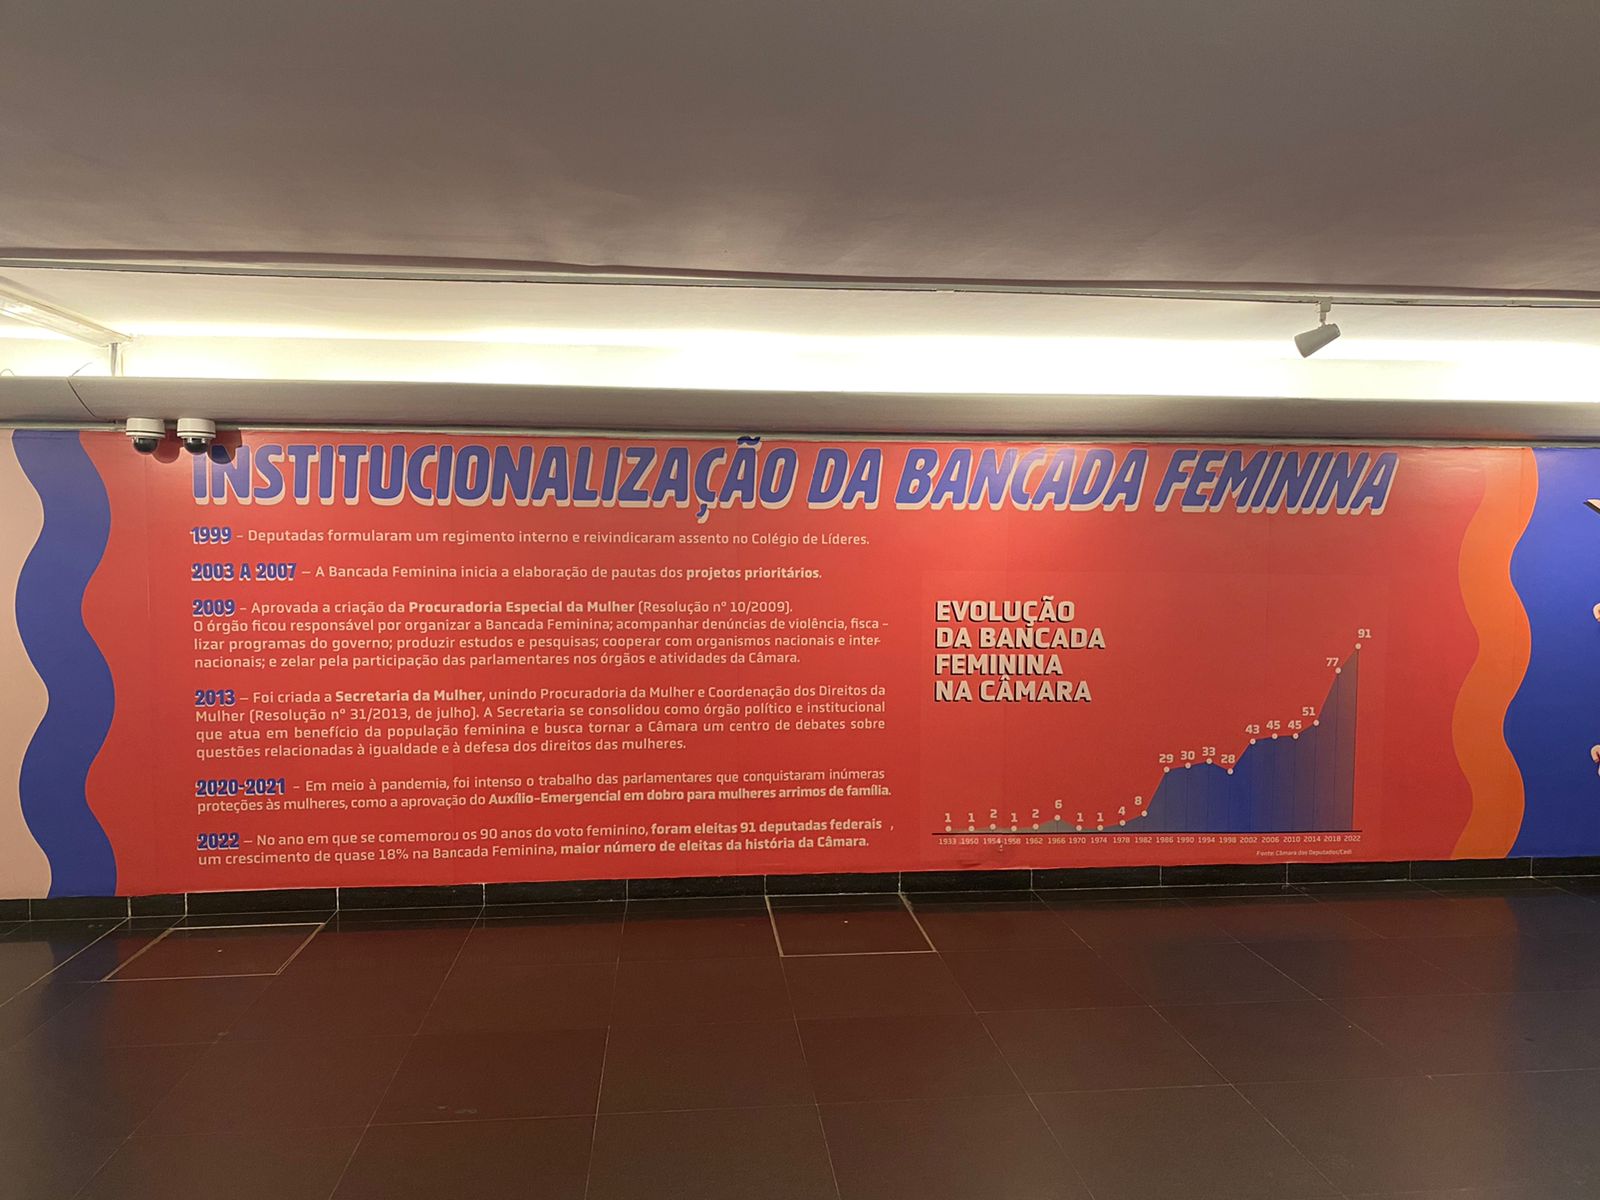 INSTITUCIONALIZAÇÃO DA BANCADA FEMININA
1999 – Deputadas formularam um regimento interno e reivindicaram assento no Colégio de Líderes.
2003 A 2007 – A Bancada Feminina inicia a elaboração de pautas dos projetos prioritários.
2009 – Aprovada a criação da Procuradoria Especial da Mulher (Resolução nº 10/2009).
O órgão ficou responsável por organizar a Bancada Feminina; acompanhar denúncias de violência, fisca –
lizar programas do governo; produzir estudos e pesquisas; cooperar com organismos nacionais e inter-
nacionais; e zelar pela participação das parlamentares nos órgãos e atividades da Câmara.
2013 – Foi criada a Secretaria da Mulher, unindo Procuradoria da Mulher e Coordenação dos Direitos da
Mulher (Resolução nº 31/2013, de julho). A Secretaria se consolidou como órgão político e institucional
que atua em benefício da população feminina e busca tornar a Câmara um centro de debates sobre
questões relacionadas à igualdade e à defesa dos direitos das mulheres.
2020-2021 – Em meio à pandemia, foi intenso o trabalho das parlamentares que conquistaram inúmeras
proteções às mulheres, como a aprovação do Auxílio-Emergencial em dobro para mulheres arrimos de família.
2022 – No ano em que se comemorou os 90 anos do voto feminino, foram eleitas 91 deputadas federais ,
um crescimento de quase 18% na Bancada Feminina, maior número de eleitas da história da Câmara.
EVOLUÇÃO
DA BANCADA
FEMININA
NA CÂMARA
1 1 2 1 2 6 1 1 4 8 29 30 33 28 43 45 45 51 77 91
1933 1950 1954 1958 1962 1966 1970 1974 1978 1982 1986 1990 1994 1998 2002 2006 2010 2014 2018 2022
Fonte: Câmara dos Deputados/Cedi